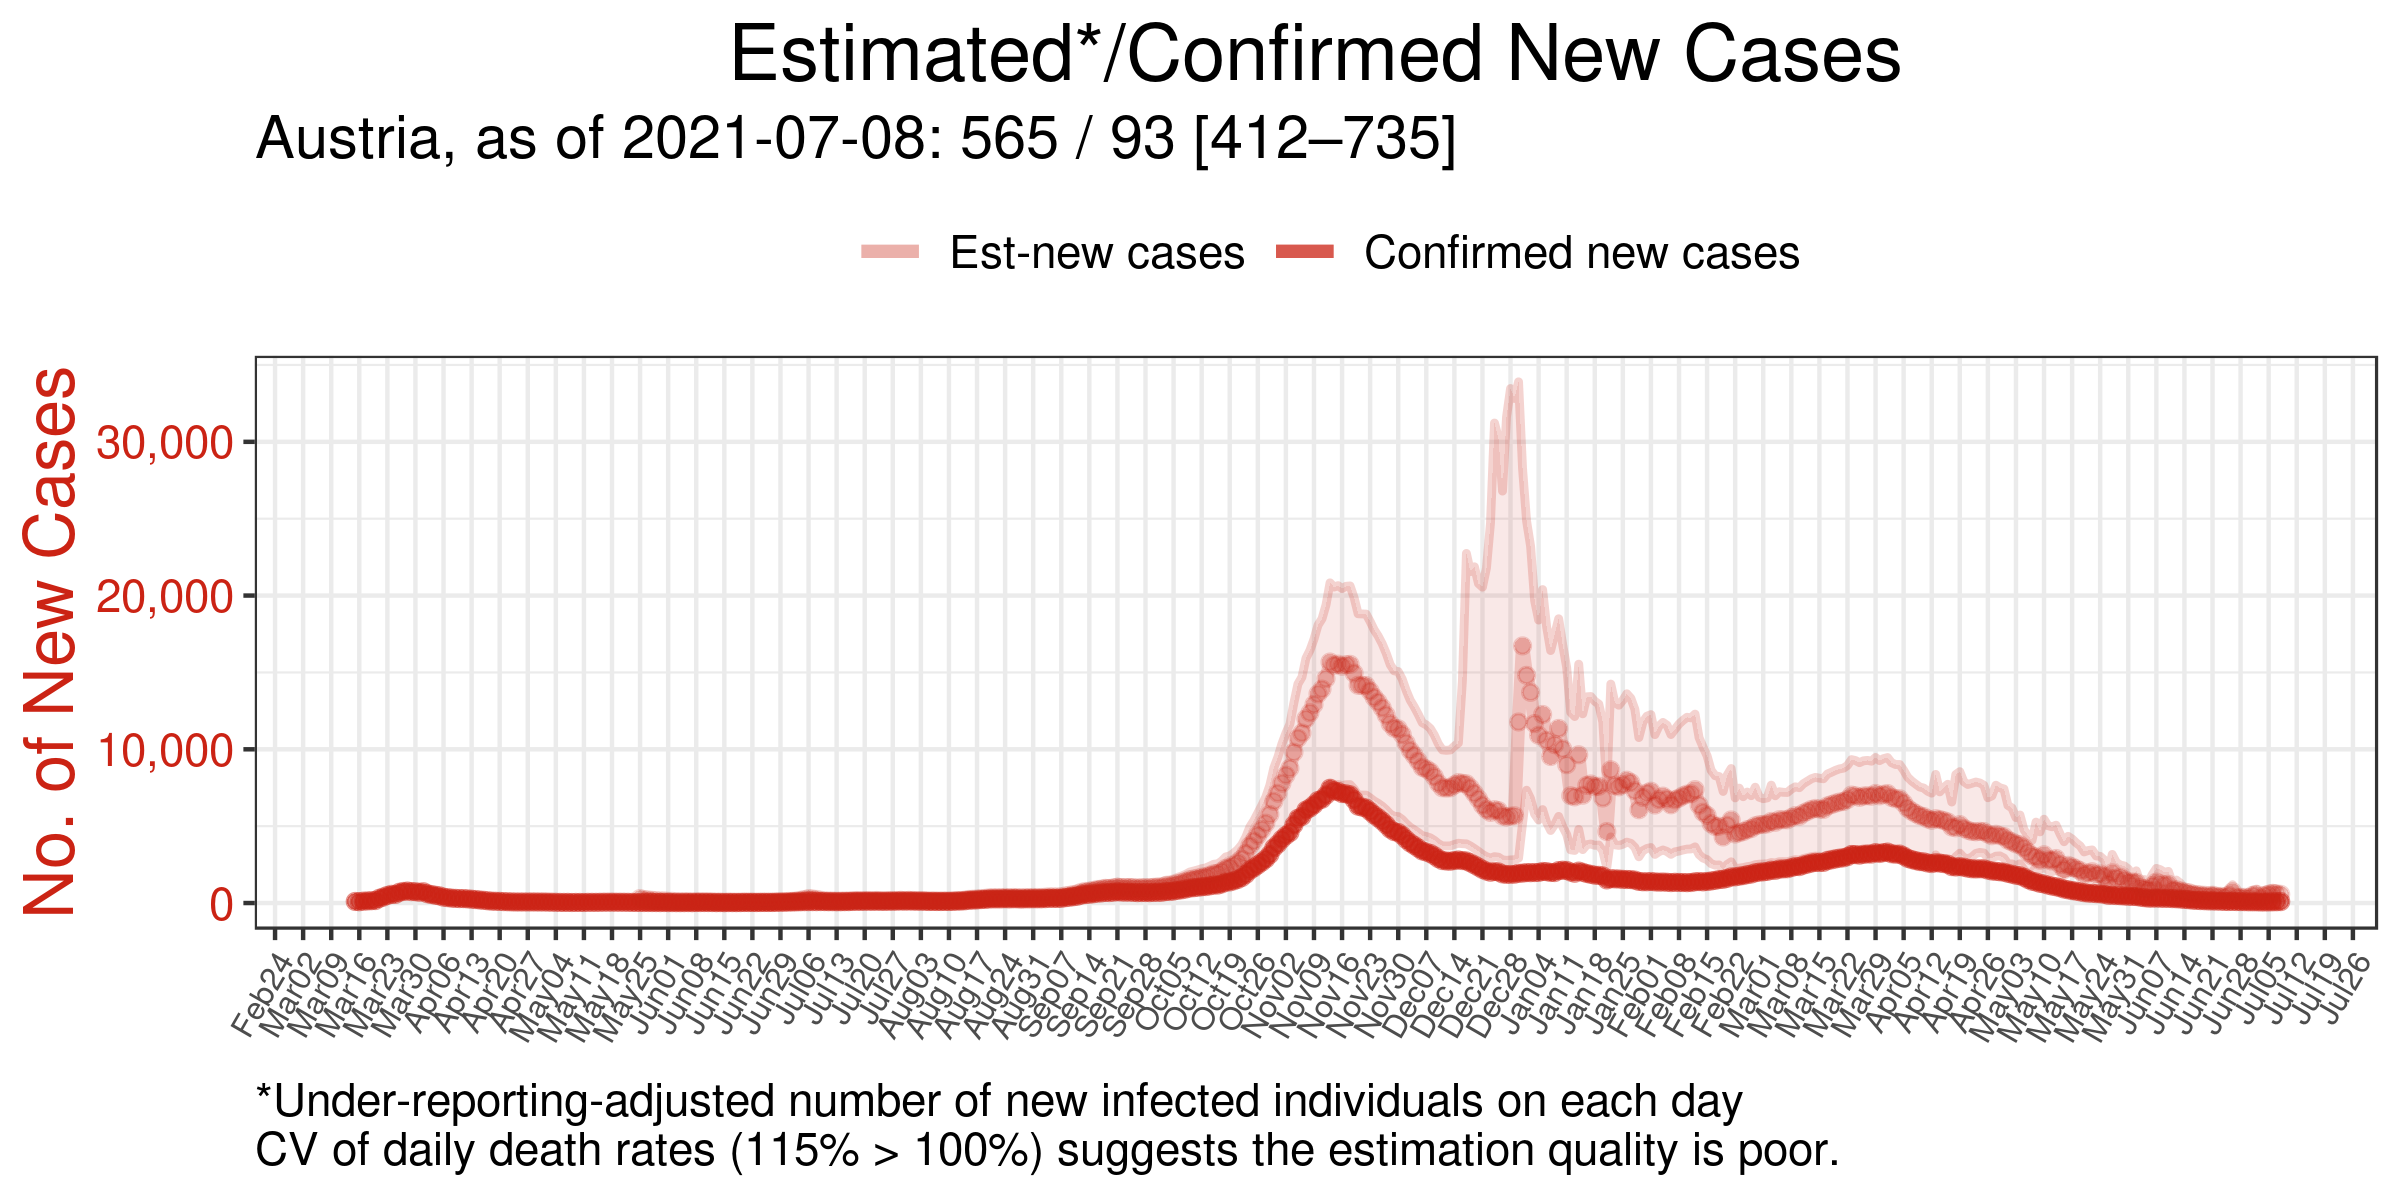 Estimated*/Confirmed New Cases
Austria, as of 2021-07-08: 565 / 93 [412–735]
Est-new cases
Confirmed new cases
No. of New Cases
30,000
20,000
10,000
0
Feb24
Mar02
Mar09
Mar16
Mar23
Mar30
Apr06
Apr13
Apr20
Apr27
May04
May11
May18
May25
Jun01
Jun08
Jun15
Jun22
Jun29
Jul06
Jul13
Jul20
Jul27
Aug03
Aug10
Aug17
Aug24
Aug31
Sep07
Sep14
Sep21
Sep28
Oct05
Oct12
Oct19
Oct26
Nov02
Nov09
Nov16
Nov23
Nov30
Dec07
Dec14
Dec21
Dec28
Jan04
Jan11
Jan18
Jan25
Feb01
Feb08
Feb15
Feb22
Mar01
Mar08
Mar15
Mar22
Mar29
Apr05
Apr12
Apr19
Apr26
May03
May10
May17
May24
May31
Jun07
Jun14
Jun21
Jun28
Jul05
Jul12
Jul19
Jul26
*Under-reporting-adjusted number of new infected individuals on each day
CV of daily death rates (115% > 100%) suggests the estimation quality is poor.